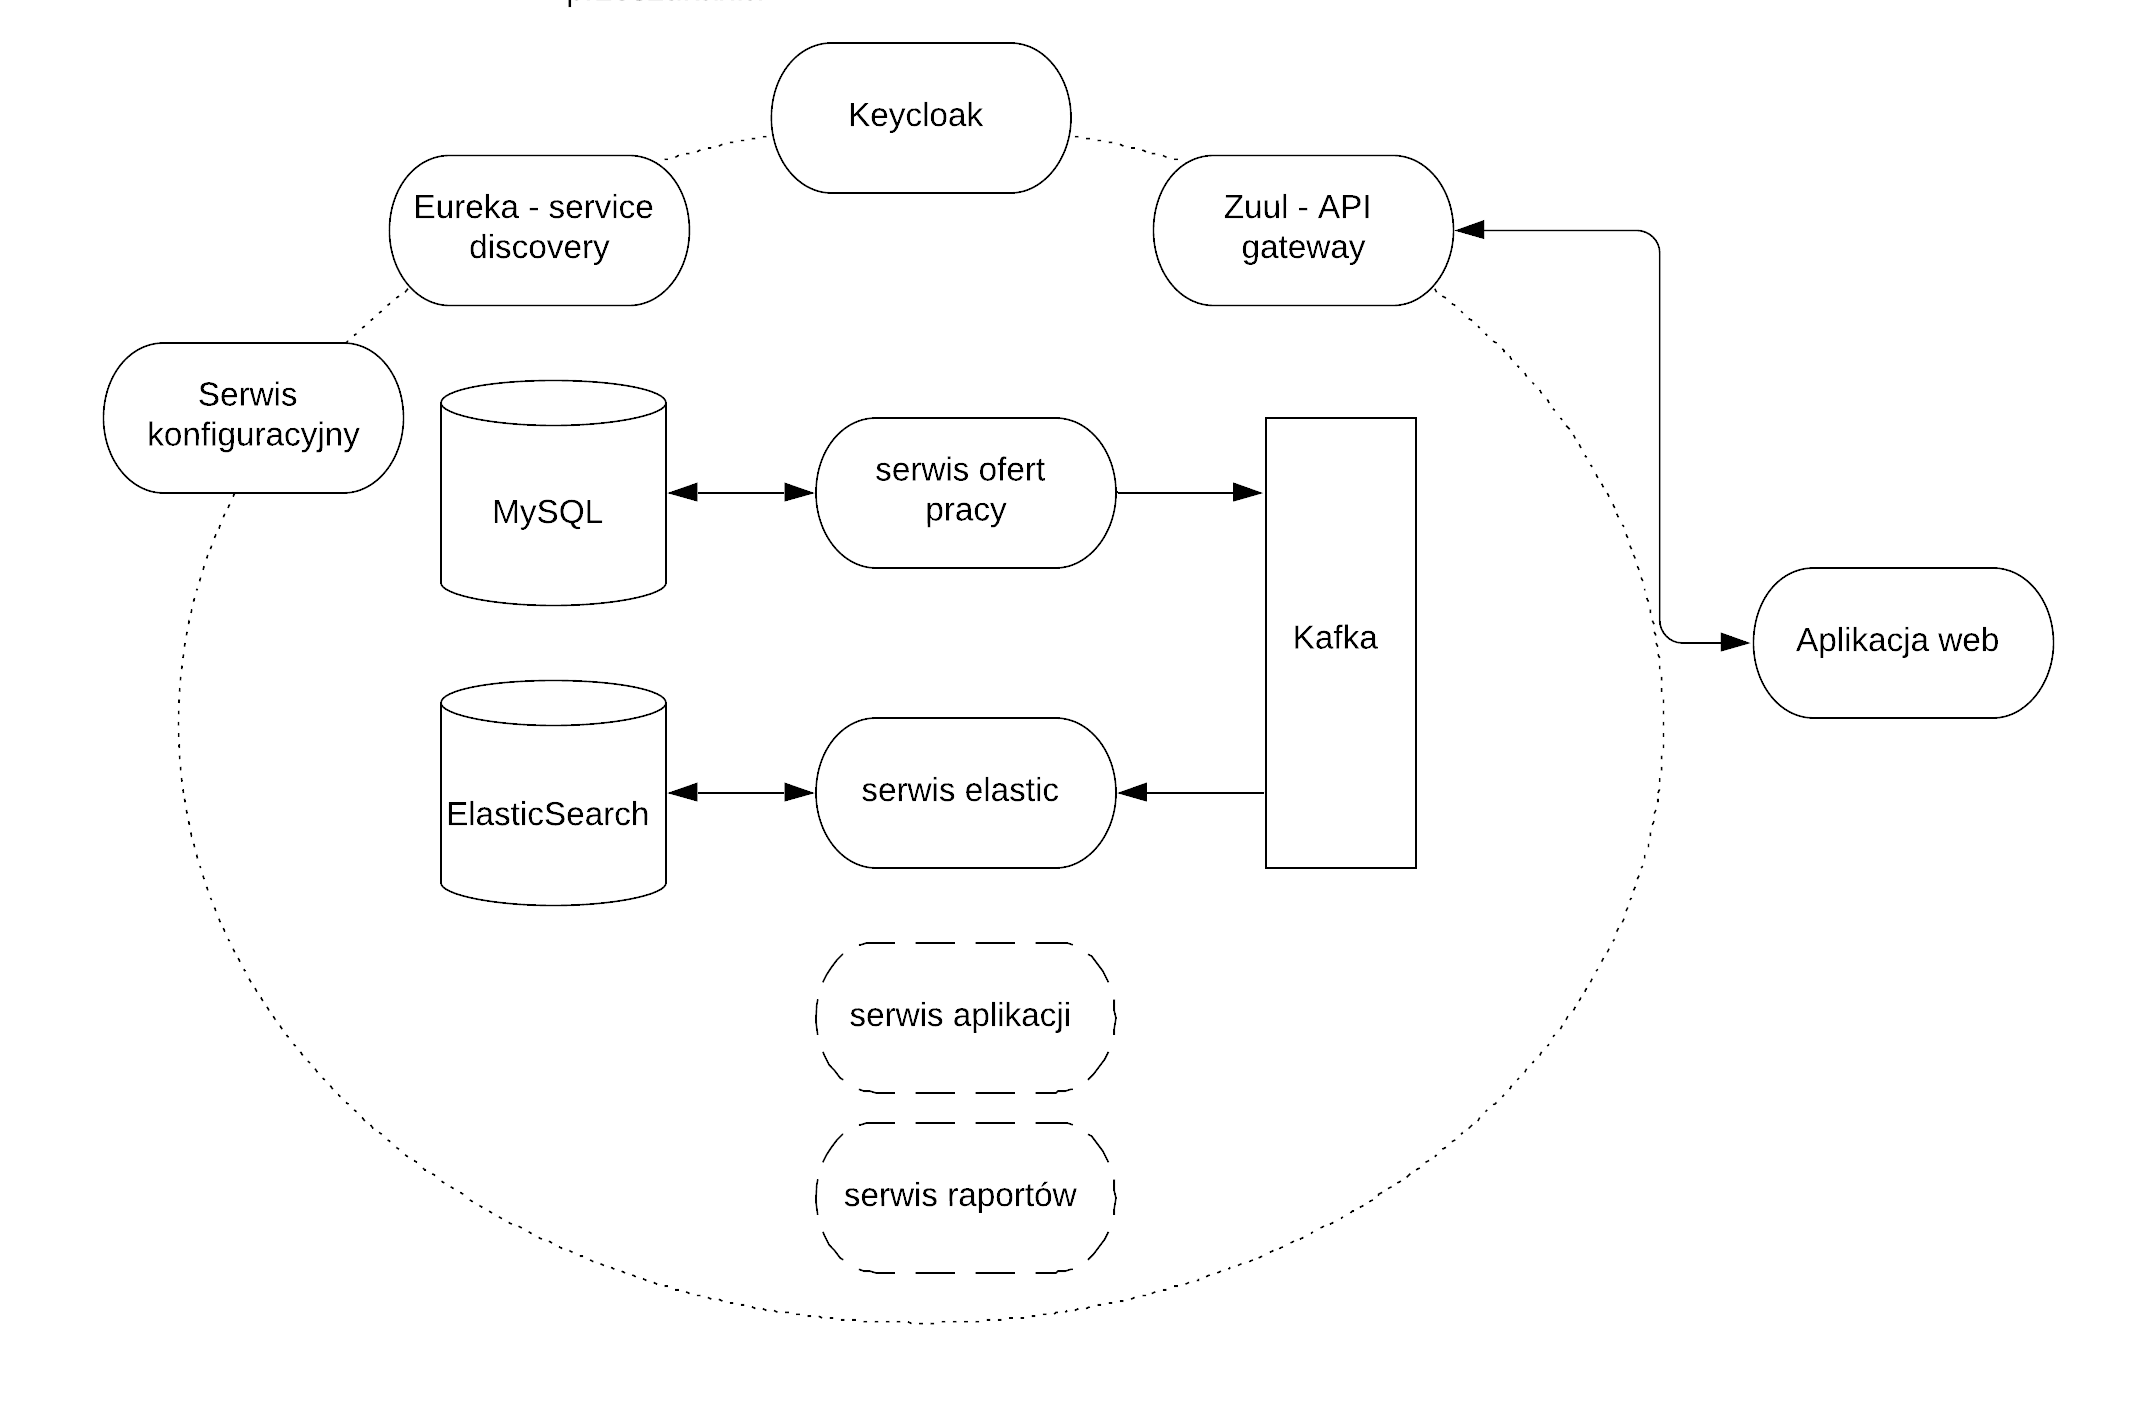 Keycloak
Eureka - service
discovery
Zuul - API
gateway
Serwis
konfiguracyjny
MySQL
serwis ofert
pracy
Kafka
Aplikacja web
ElasticSearch
serwis elastic
serwis aplikacji
serwis raportów